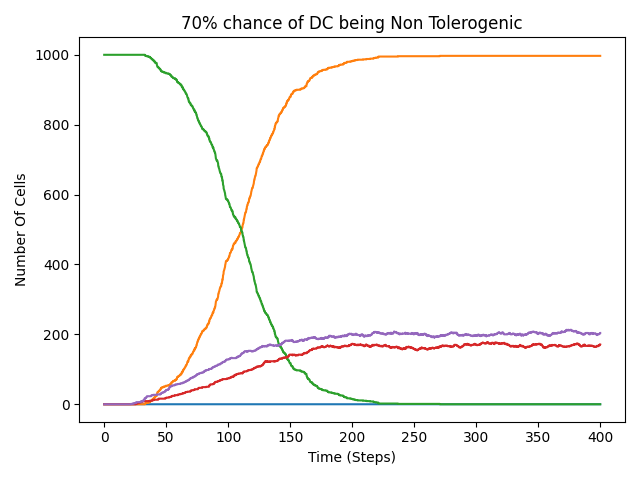 70% chance of DC being Non Tolerogenic
Number Of Cells
1000
800
600
400
200
0
0 50 100 150 200 250 300 350 400
Time (Steps)